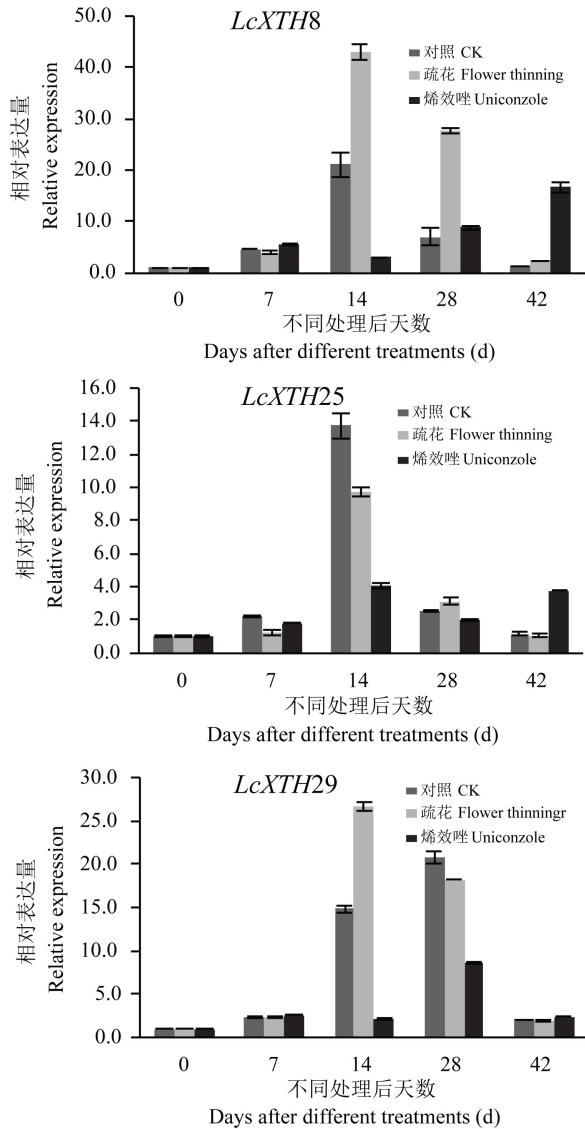 LcXTH8
50.0
40.0
30.0
20.0
10.0
0.0
相对表达量
Relative expression
对照 CK
疏花 Flower thinning
烯效唑 Uniconzole
0 7 14 28 42
不同处理后天数
Days after different treatments (d)
LcXTH25
16.0
14.0
12.0
10.0
8.0
6.0
4.0
2.0
0.0
相对表达量
Relative expression
对照 CK
疏花 Flower thinning
烯效唑 Uniconzole
0 7 14 28 42
不同处理后天数
Days after different treatments (d)
LcXTH29
30.0
25.0
20.0
15.0
10.0
5.0
0.0
相对表达量
Relative expression
对照 CK
疏花 Flower thinningr
烯效唑 Uniconzole
0 7 14 28 42
不同处理后天数
Days after different treatments (d)